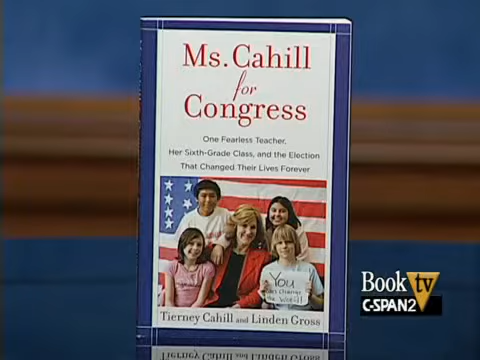 Ms. Cahill
for
Congress
One Fearless Teacher,
Her Sixth-Grade Class, and the Election
That Changed Their Lives Forever
YOU
Can Change
the World!
Tierney Cahill and Linden Gross
Book tv
C-SPAN2